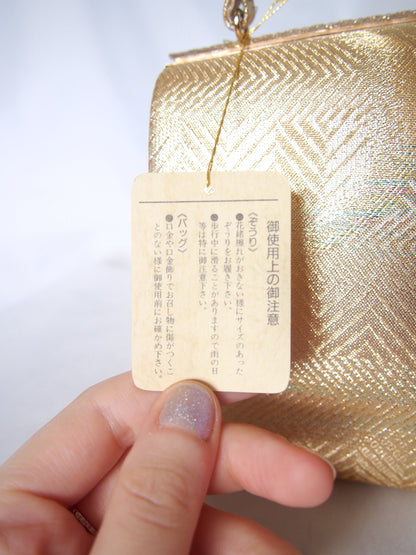 御使用上の御注意
〈ぞうり〉
●花緒擦れがおきない様にサイズのあった
ぞうりをお履き下さい。
●歩行中に滑ることがありますので雨の日
等は特に御注意下さい。
〈バッグ〉
●口金や口金飾りでお召し物に傷がつくこ
とのない様に御使用前にお確かめ下さい。